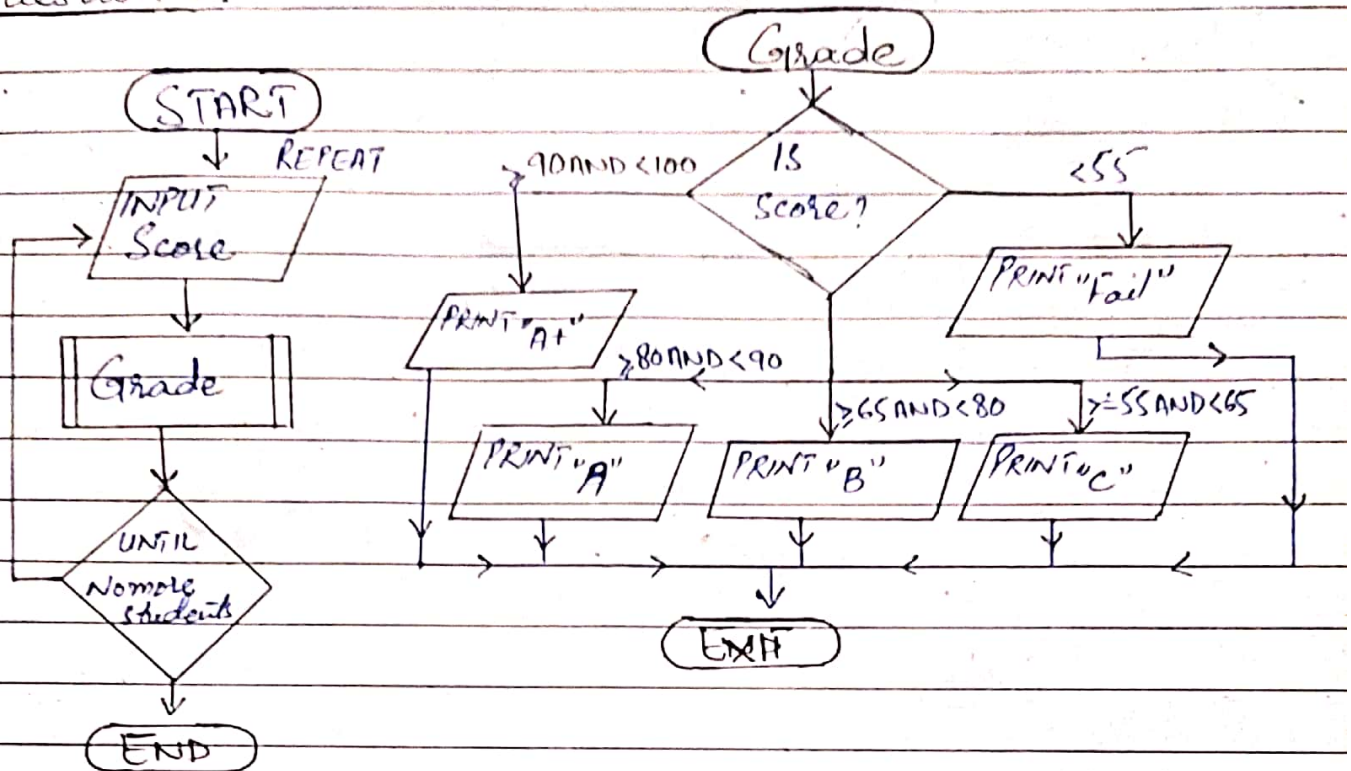 START
REPEAT
INPUT
Score
Grade
UNTIL
No more
students
END
Grade
IS
Score?
≥90 AND <100
<55
PRINT "A+"
PRINT "Fail"
≥80 AND <90
≥65 AND <80
>=55 AND <65
PRINT "A"
PRINT "B"
PRINT "C"
EXIT